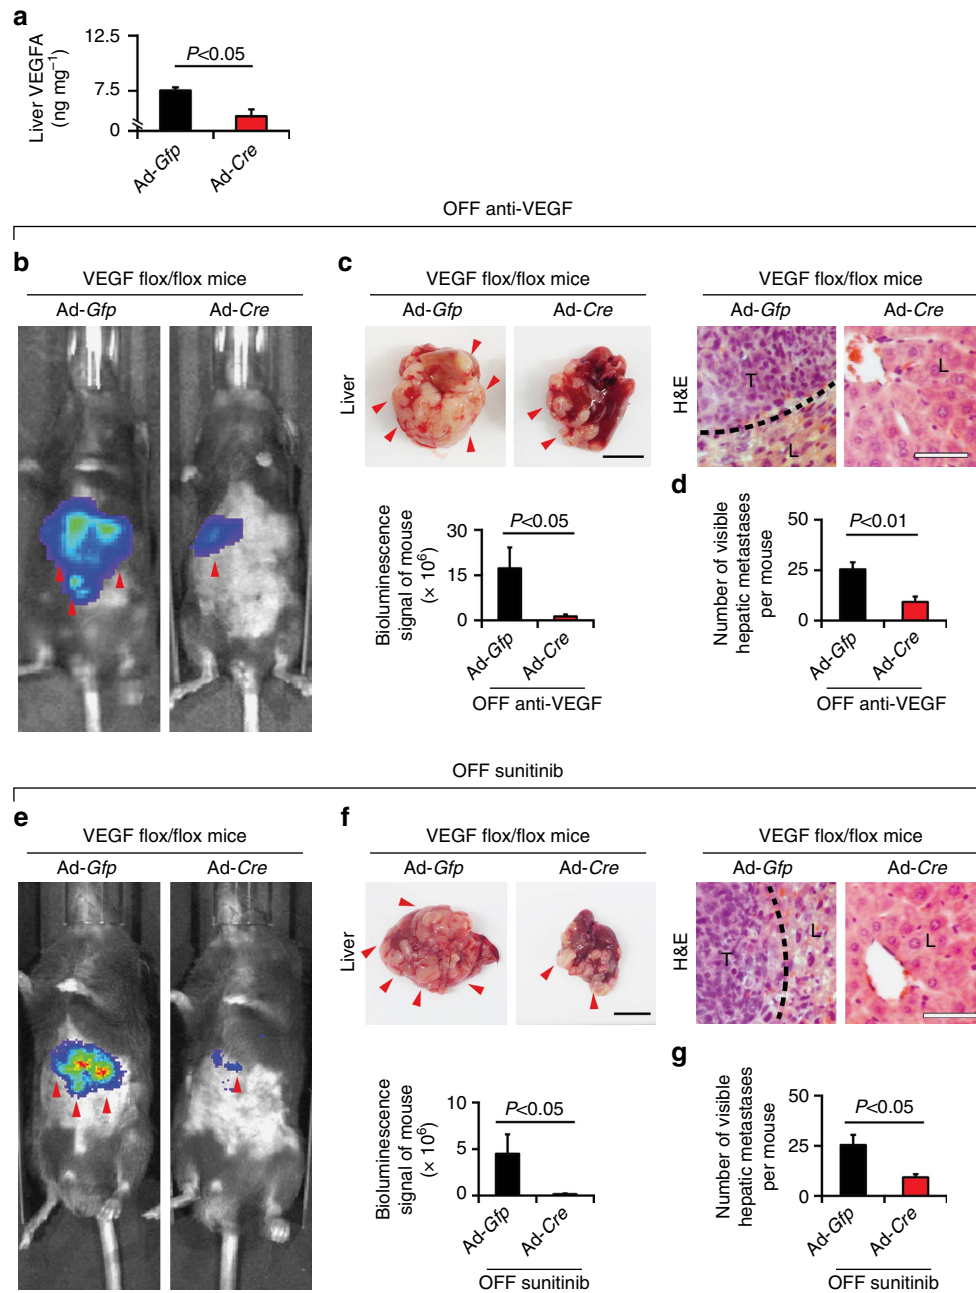 a
12.5
7.5
0
Liver VEGFA
(ng mg⁻¹)
P<0.05
Ad-Gfp
Ad-Cre
OFF anti-VEGF
b
VEGF flox/flox mice
Ad-Gfp
Ad-Cre
c
VEGF flox/flox mice
Ad-Gfp
Ad-Cre
Liver
VEGF flox/flox mice
Ad-Gfp
Ad-Cre
H&E
T
L
L
Bioluminescence
signal of mouse
(× 10⁶)
30
15
0
P<0.05
Ad-Gfp
Ad-Cre
OFF anti-VEGF
d
Number of visible
hepatic metastases
per mouse
50
25
0
P<0.01
Ad-Gfp
Ad-Cre
OFF anti-VEGF
OFF sunitinib
e
VEGF flox/flox mice
Ad-Gfp
Ad-Cre
f
VEGF flox/flox mice
Ad-Gfp
Ad-Cre
Liver
VEGF flox/flox mice
Ad-Gfp
Ad-Cre
H&E
T
L
L
Bioluminescence
signal of mouse
(× 10⁶)
10
5
0
P<0.05
Ad-Gfp
Ad-Cre
OFF sunitinib
g
Number of visible
hepatic metastases
per mouse
50
25
0
P<0.05
Ad-Gfp
Ad-Cre
OFF sunitinib